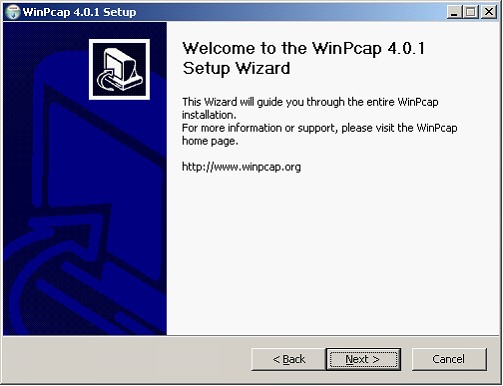 WinPcap 4.0.1 Setup
Welcome to the WinPcap 4.0.1
Setup Wizard
This Wizard will guide you through the entire WinPcap
installation.
For more information or support, please visit the WinPcap
home page.
http://www.winpcap.org
< Back
Next >
Cancel